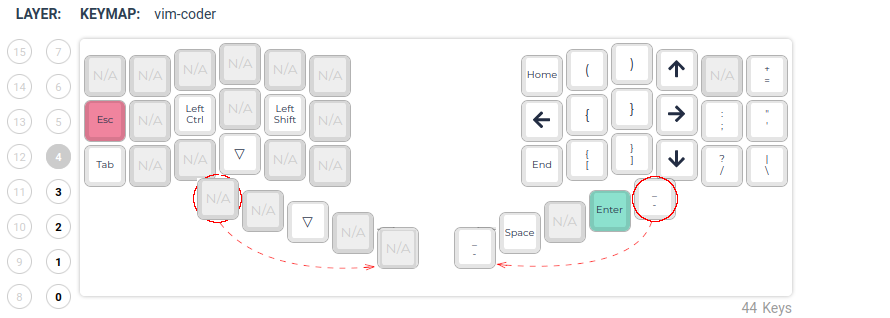 LAYER: KEYMAP: vim-coder
15 7
14 6
13 5
12 4
11 3
10 2
9 1
8 0
N/A N/A N/A N/A N/A N/A
Esc N/A Left Ctrl N/A Left Shift N/A
Tab N/A N/A ▽ N/A N/A
N/A N/A ▽ N/A N/A
Home ( ) ↑ N/A + =
← { } → : ; " '
End { [ } ] ↓ ? / | \
_ - Space N/A Enter _ -
44 Keys